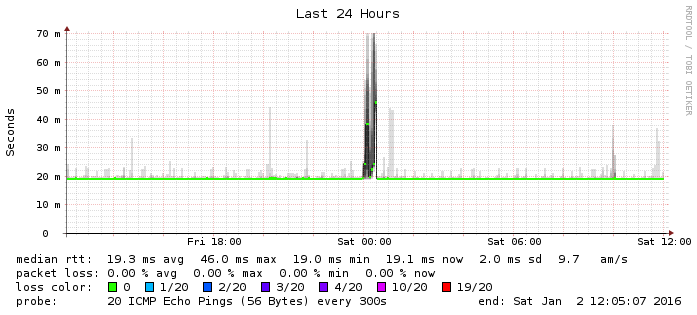 Last 24 Hours
RRDTOOL / TOBI OETIKER
Seconds
70 m
60 m
50 m
40 m
30 m
20 m
10 m
0
Fri 18:00 Sat 00:00 Sat 06:00 Sat 12:00
median rtt: 19.3 ms avg 46.0 ms max 19.0 ms min 19.1 ms now 2.0 ms sd 9.7 am/s
packet loss: 0.00 % avg 0.00 % max 0.00 % min 0.00 % now
loss color: 0 1/20 2/20 3/20 4/20 10/20 19/20
probe: 20 ICMP Echo Pings (56 Bytes) every 300s end: Sat Jan 2 12:05:07 2016